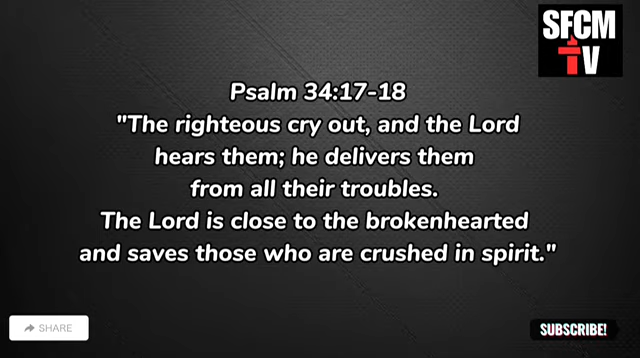 SFCM
TV
Psalm 34:17-18
"The righteous cry out, and the Lord
hears them; he delivers them
from all their troubles.
The Lord is close to the brokenhearted
and saves those who are crushed in spirit."
SHARE
SUBSCRIBE!